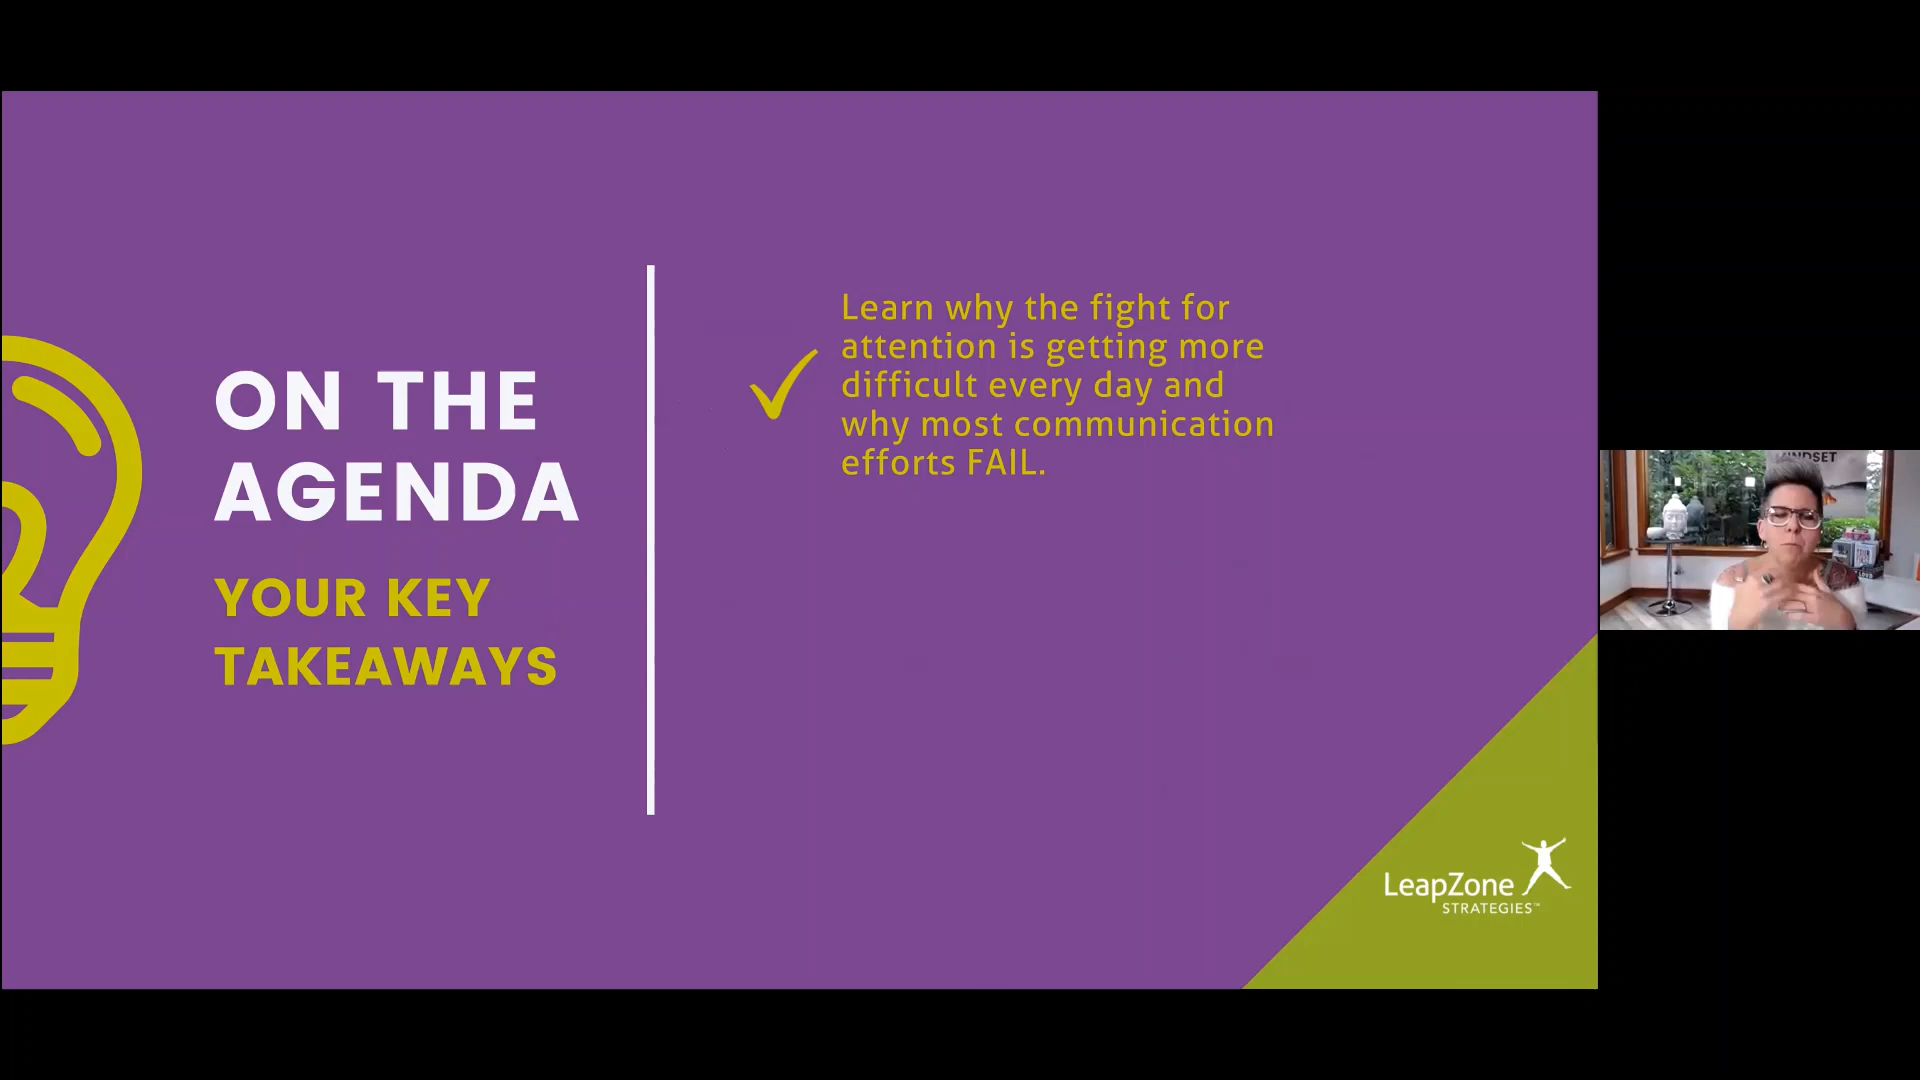 ON THE
AGENDA
YOUR KEY
TAKEAWAYS
Learn why the fight for
attention is getting more
difficult every day and
why most communication
efforts FAIL.
LeapZone
STRATEGIES™